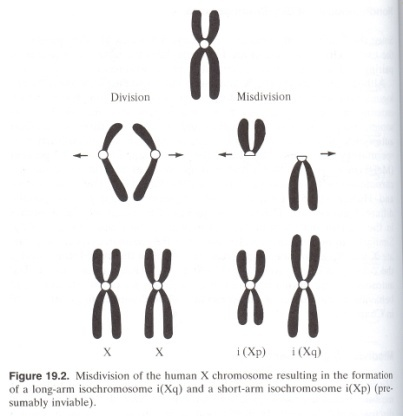 Division Misdivision
X X i (Xp) i (Xq)
Figure 19.2. Misdivision of the human X chromosome resulting in the formation
of a long-arm isochromosome i(Xq) and a short-arm isochromosome i(Xp) (pre-
sumably inviable).